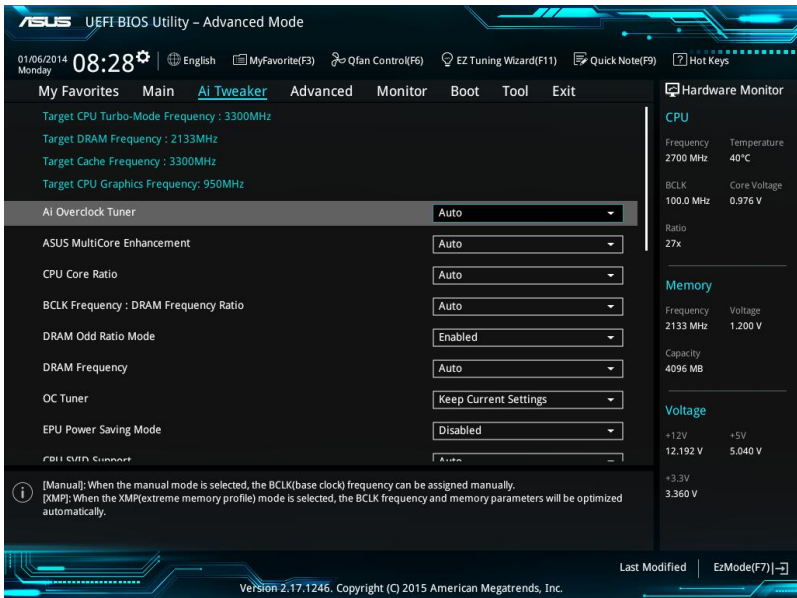 ASUS UEFI BIOS Utility – Advanced Mode
01/06/2014
Monday
08:28
English
MyFavorite(F3)
Qfan Control(F6)
EZ Tuning Wizard(F11)
Quick Note(F9)
? Hot Keys
My Favorites Main Ai Tweaker Advanced Monitor Boot Tool Exit
Target CPU Turbo-Mode Frequency : 3300MHz
Target DRAM Frequency : 2133MHz
Target Cache Frequency : 3300MHz
Target CPU Graphics Frequency: 950MHz
Ai Overclock Tuner Auto
ASUS MultiCore Enhancement Auto
CPU Core Ratio Auto
BCLK Frequency : DRAM Frequency Ratio Auto
DRAM Odd Ratio Mode Enabled
DRAM Frequency Auto
OC Tuner Keep Current Settings
EPU Power Saving Mode Disabled
CPU SVID Support Auto
[Manual]: When the manual mode is selected, the BCLK(base clock) frequency can be assigned manually.
[XMP]: When the XMP(extreme memory profile) mode is selected, the BCLK frequency and memory parameters will be optimized
automatically.
Hardware Monitor
CPU
Frequency Temperature
2700 MHz 40°C
BCLK Core Voltage
100.0 MHz 0.976 V
Ratio
27x
Memory
Frequency Voltage
2133 MHz 1.200 V
Capacity
4096 MB
Voltage
+12V +5V
12.192 V 5.040 V
+3.3V
3.360 V
Last Modified
EzMode(F7)
Version 2.17.1246. Copyright (C) 2015 American Megatrends, Inc.